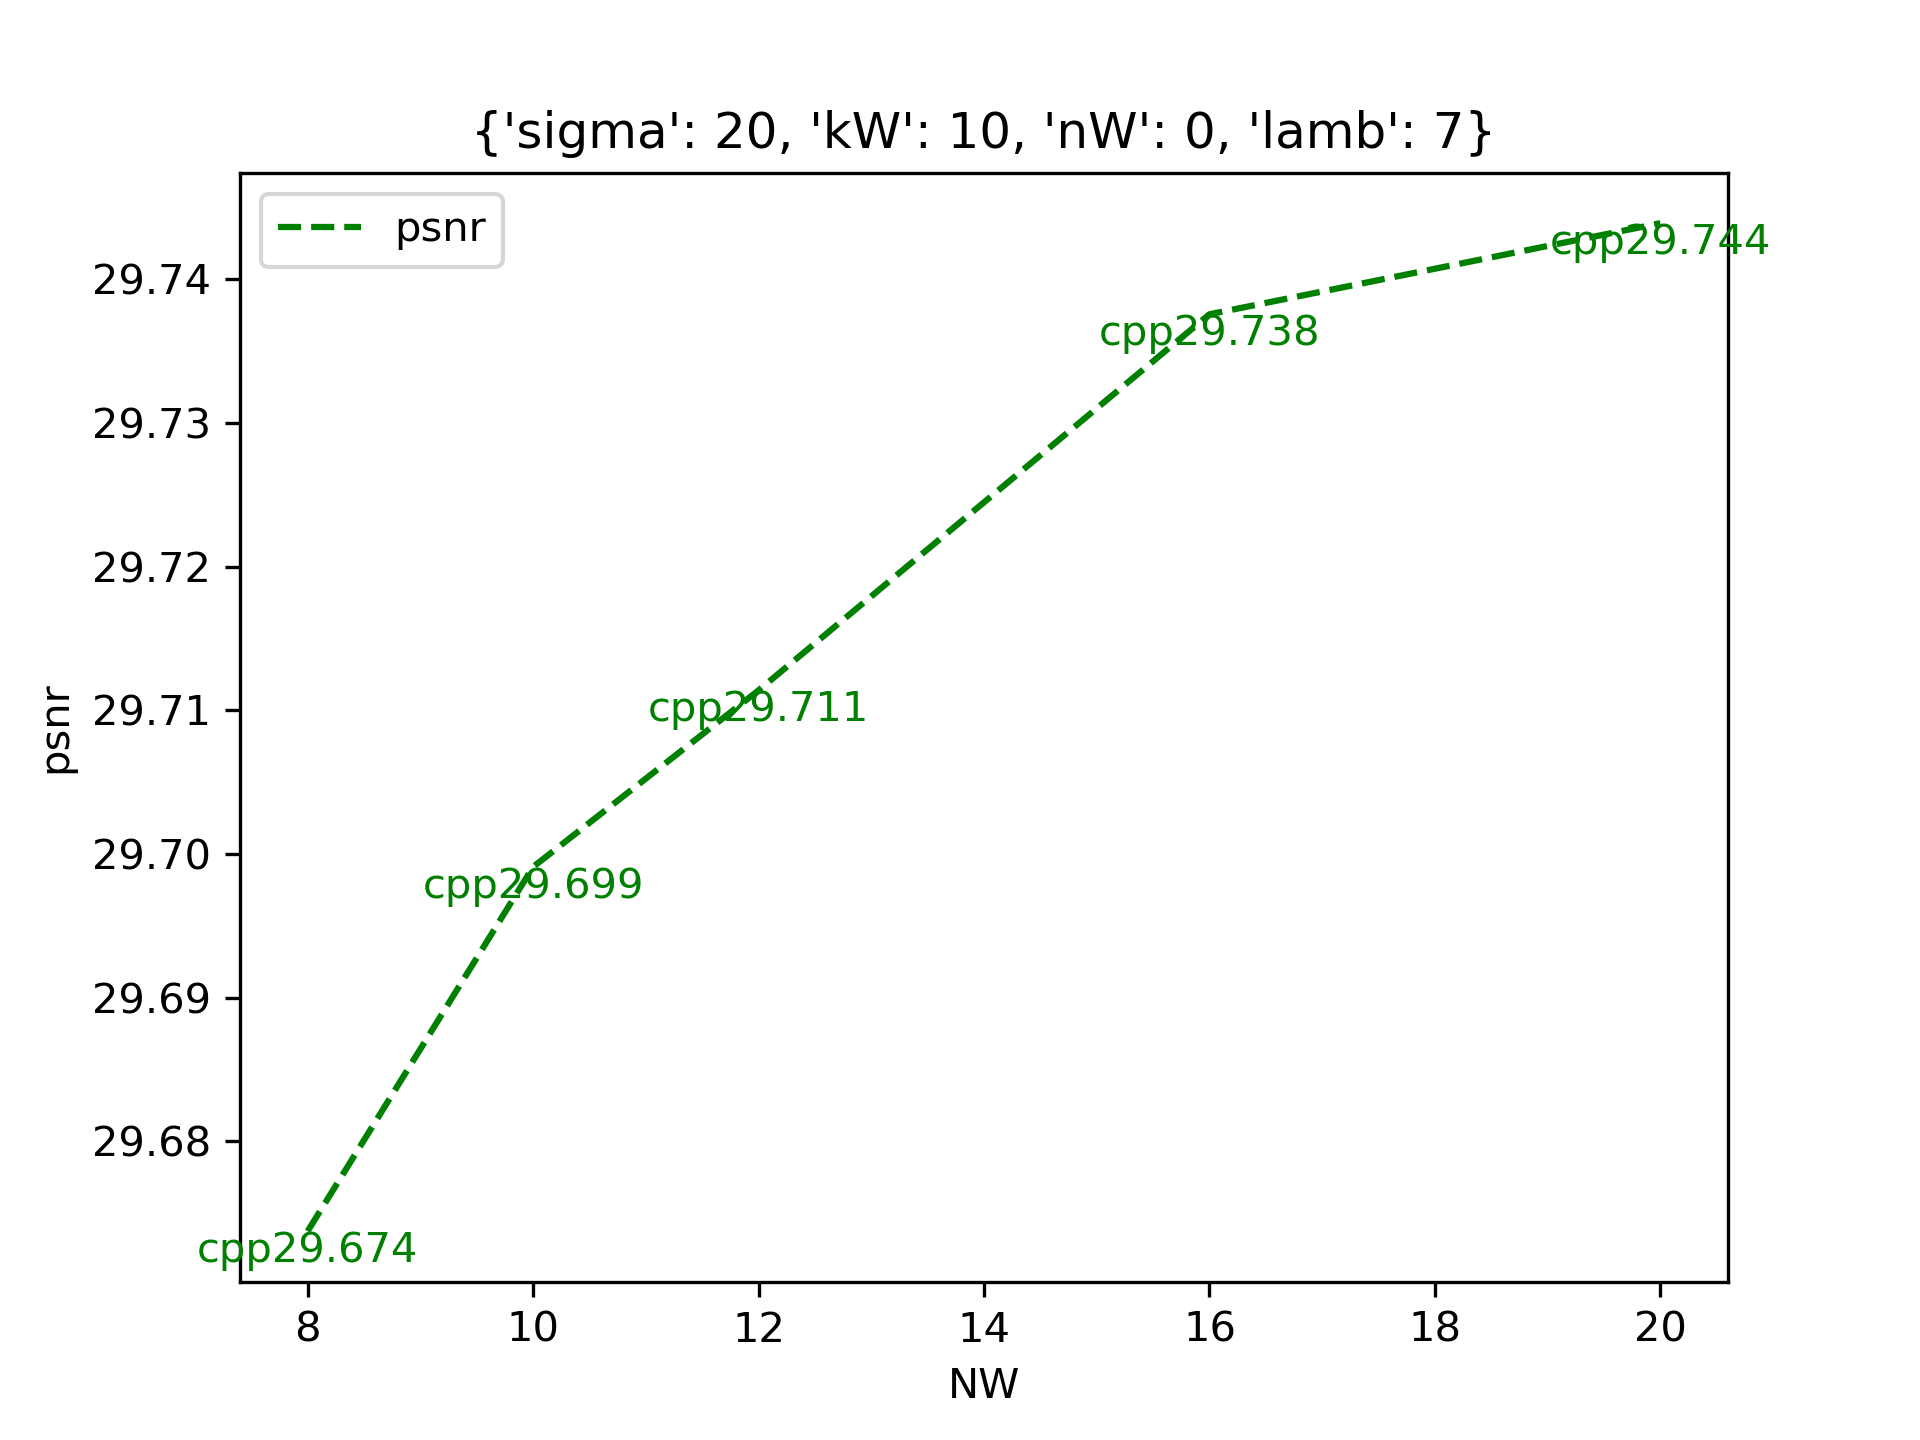 {'sigma': 20, 'kW': 10, 'nW': 0, 'lamb': 7}
psnr
cpp29.744
29.74
cpp29.738
29.73
29.72
cpp29.711
29.71
psnr
29.70
cpp29.699
29.69
29.68
cpp29.674
8 10 12 14 16 18 20
NW